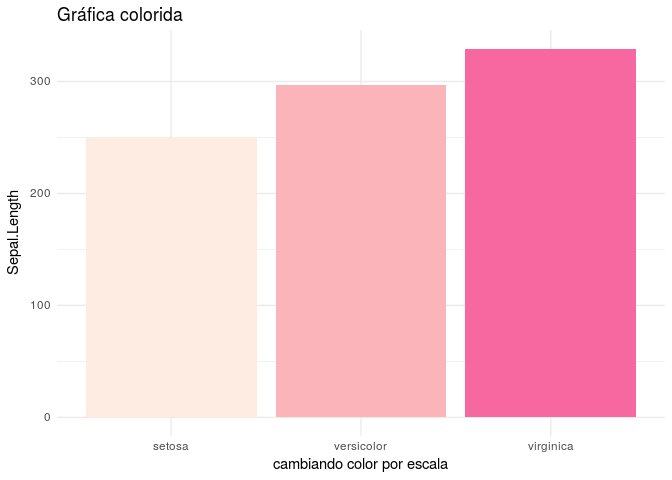 Gráfica colorida
Sepal.Length
300
200
100
0
setosa
versicolor
virginica
cambiando color por escala